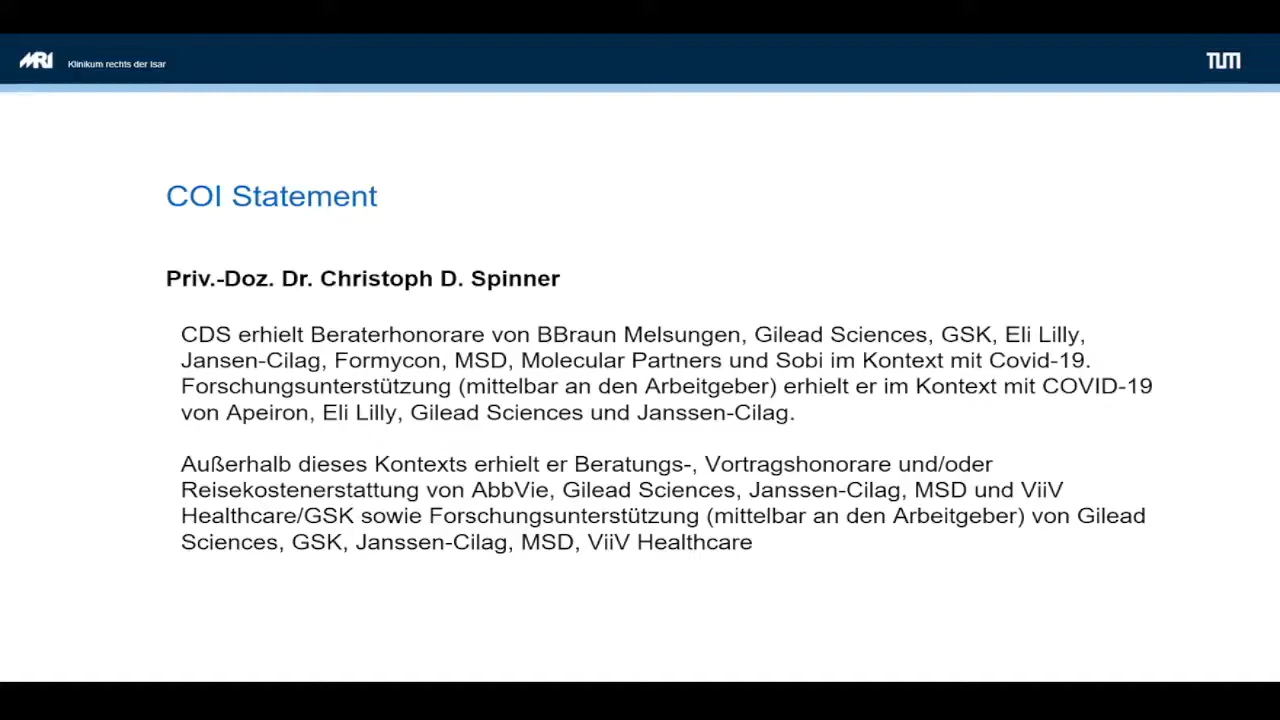 MRI Klinikum rechts der Isar TUM
COI Statement
Priv.-Doz. Dr. Christoph D. Spinner
CDS erhielt Beraterhonorare von BBraun Melsungen, Gilead Sciences, GSK, Eli Lilly,
Jansen-Cilag, Formycon, MSD, Molecular Partners und Sobi im Kontext mit Covid-19.
Forschungsunterstützung (mittelbar an den Arbeitgeber) erhielt er im Kontext mit COVID-19
von Apeiron, Eli Lilly, Gilead Sciences und Janssen-Cilag.
Außerhalb dieses Kontexts erhielt er Beratungs-, Vortragshonorare und/oder
Reisekostenerstattung von AbbVie, Gilead Sciences, Janssen-Cilag, MSD und ViiV
Healthcare/GSK sowie Forschungsunterstützung (mittelbar an den Arbeitgeber) von Gilead
Sciences, GSK, Janssen-Cilag, MSD, ViiV Healthcare